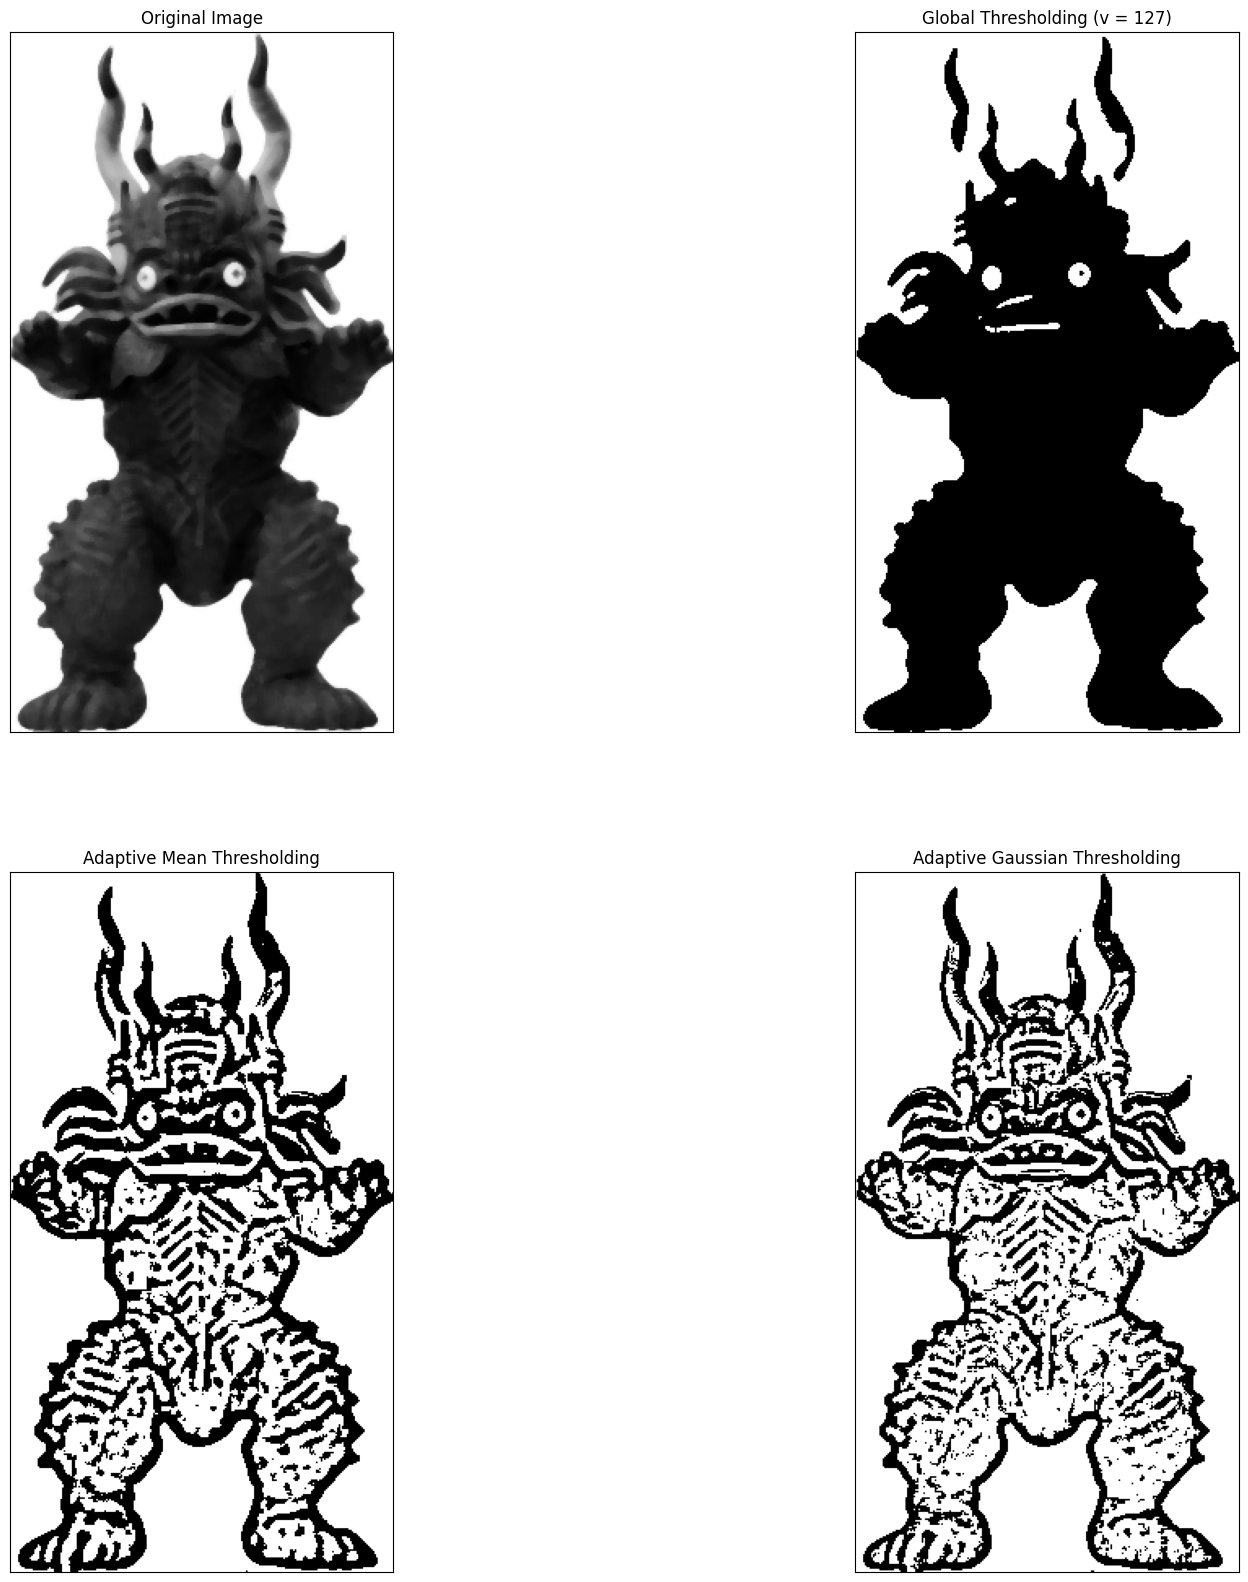 Original Image
Global Thresholding (v = 127)
Adaptive Mean Thresholding
Adaptive Gaussian Thresholding